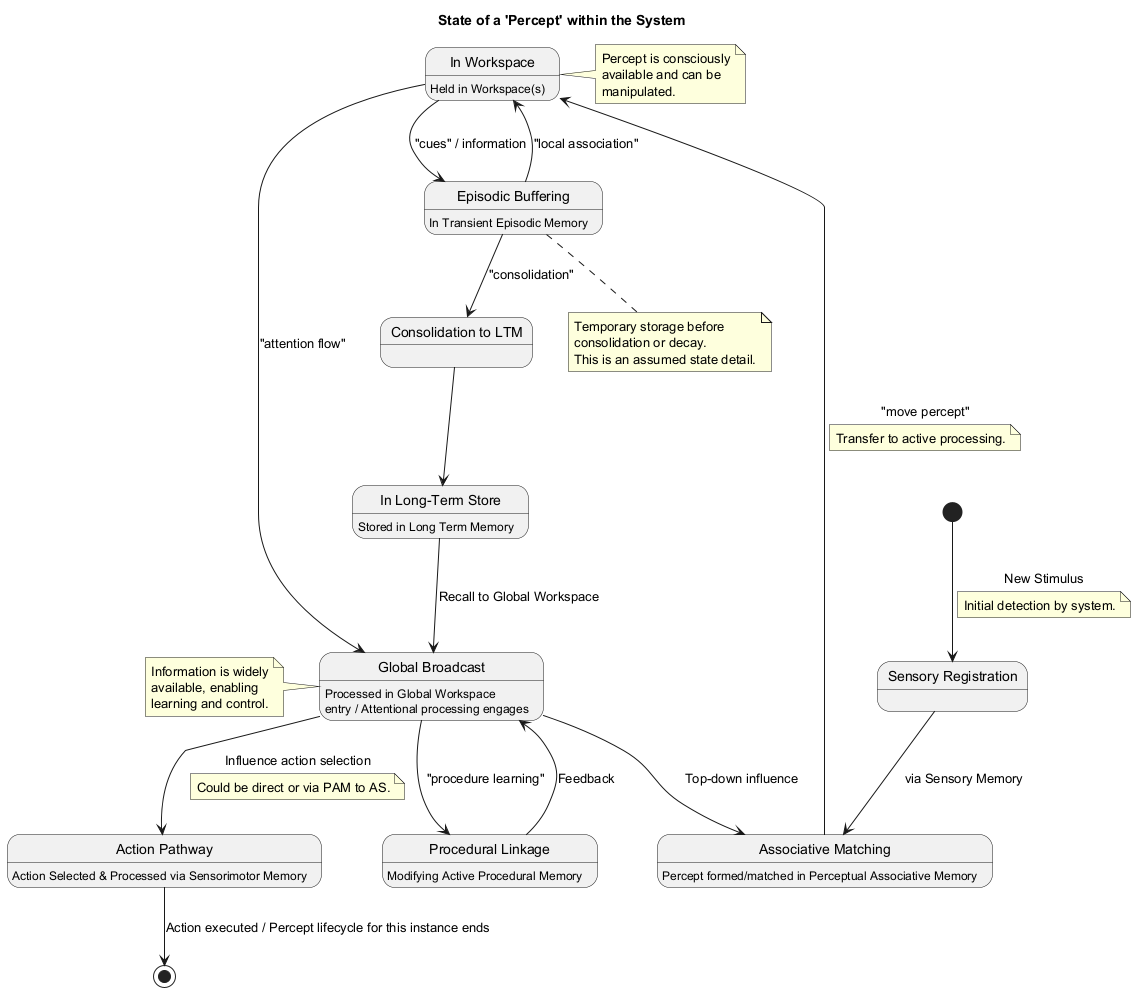 State of a 'Percept' within the System
In Workspace
Held in Workspace(s)
Percept is consciously
available and can be
manipulated.
"cues" / information
"local association"
Episodic Buffering
In Transient Episodic Memory
"consolidation"
Consolidation to LTM
Temporary storage before
consolidation or decay.
This is an assumed state detail.
"attention flow"
"move percept"
Transfer to active processing.
In Long-Term Store
Stored in Long Term Memory
New Stimulus
Initial detection by system.
Recall to Global Workspace
Sensory Registration
Global Broadcast
Processed in Global Workspace
entry / Attentional processing engages
Information is widely
available, enabling
learning and control.
Influence action selection
Could be direct or via PAM to AS.
"procedure learning"
Feedback
Top-down influence
via Sensory Memory
Action Pathway
Action Selected & Processed via Sensorimotor Memory
Procedural Linkage
Modifying Active Procedural Memory
Associative Matching
Percept formed/matched in Perceptual Associative Memory
Action executed / Percept lifecycle for this instance ends